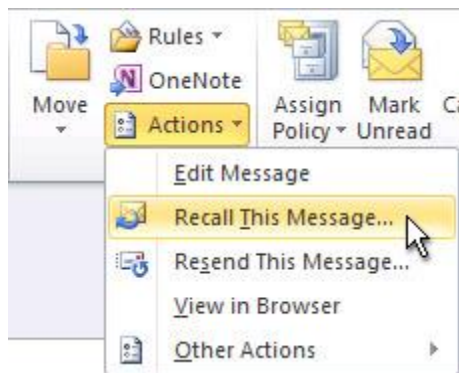 Rules
OneNote
Actions
Move
Assign
Policy
Mark
Unread
Edit Message
Recall This Message...
Resend This Message...
View in Browser
Other Actions